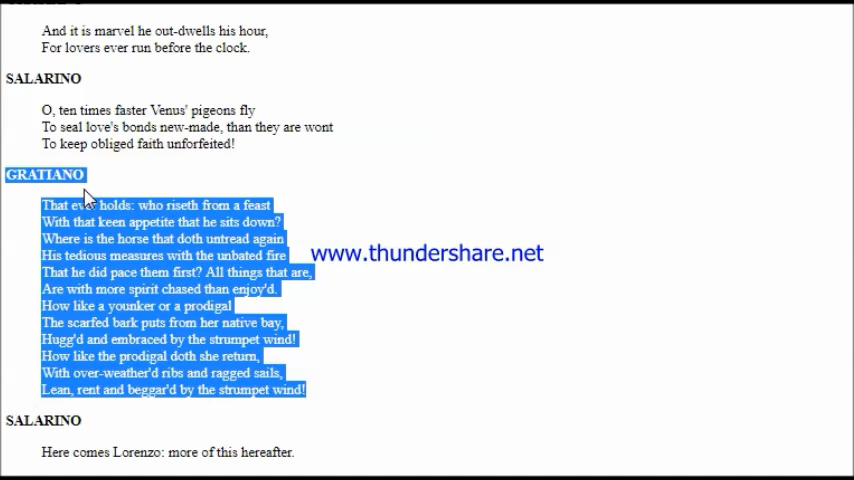 And it is marvel he out-dwells his hour,
For lovers ever run before the clock.
SALARINO
O, ten times faster Venus' pigeons fly
To seal love's bonds new-made, than they are wont
To keep obliged faith unforfeited!
GRATIANO
That ever holds: who riseth from a feast
With that keen appetite that he sits down?
Where is the horse that doth untread again
His tedious measures with the unbated fire
www.thundershare.net
That he did pace them first? All things that are,
Are with more spirit chased than enjoy'd.
How like a younker or a prodigal
The scarfed bark puts from her native bay,
Hugg'd and embraced by the strumpet wind!
How like the prodigal doth she return,
With over-weather'd ribs and ragged sails,
Lean, rent and beggar'd by the strumpet wind!
SALARINO
Here comes Lorenzo: more of this hereafter.